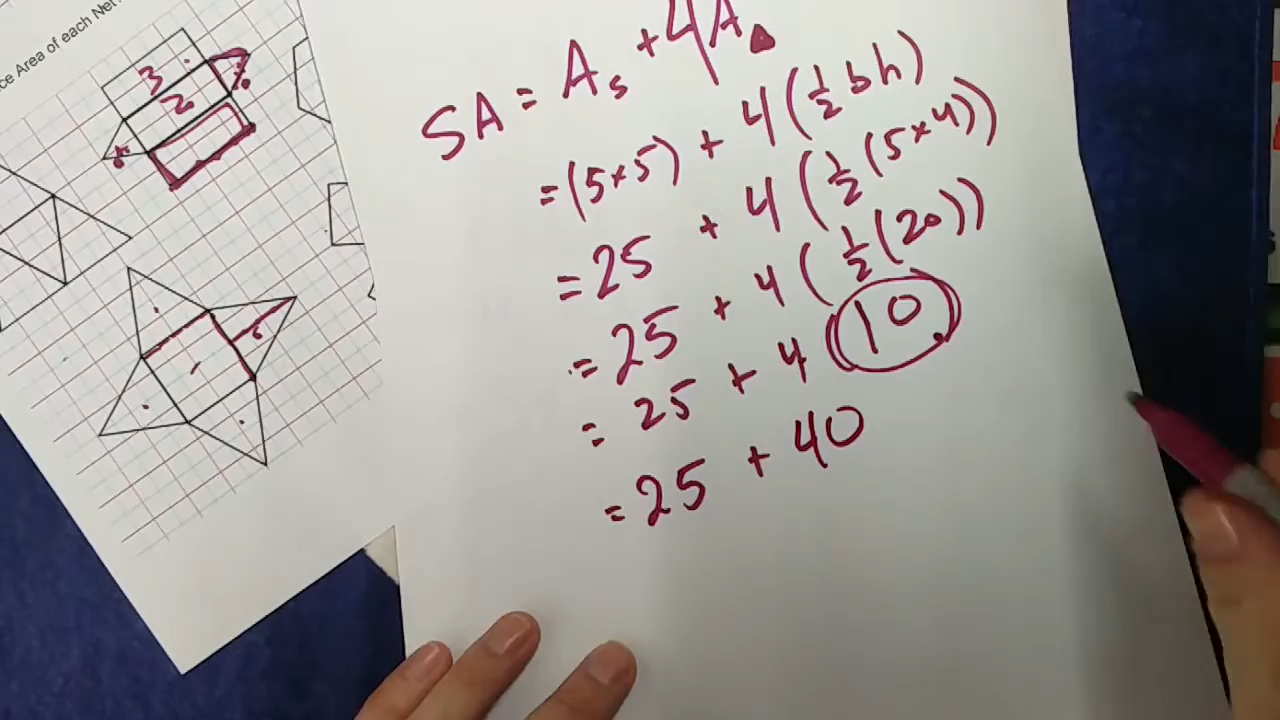 ce Area of each Net
3
2
SA = As + 4A▲
= (5×5) + 4(½bh)
= 25 + 4(½(5×4))
= 25 + 4(½(20))
= 25 + 4(10)
= 25 + 40